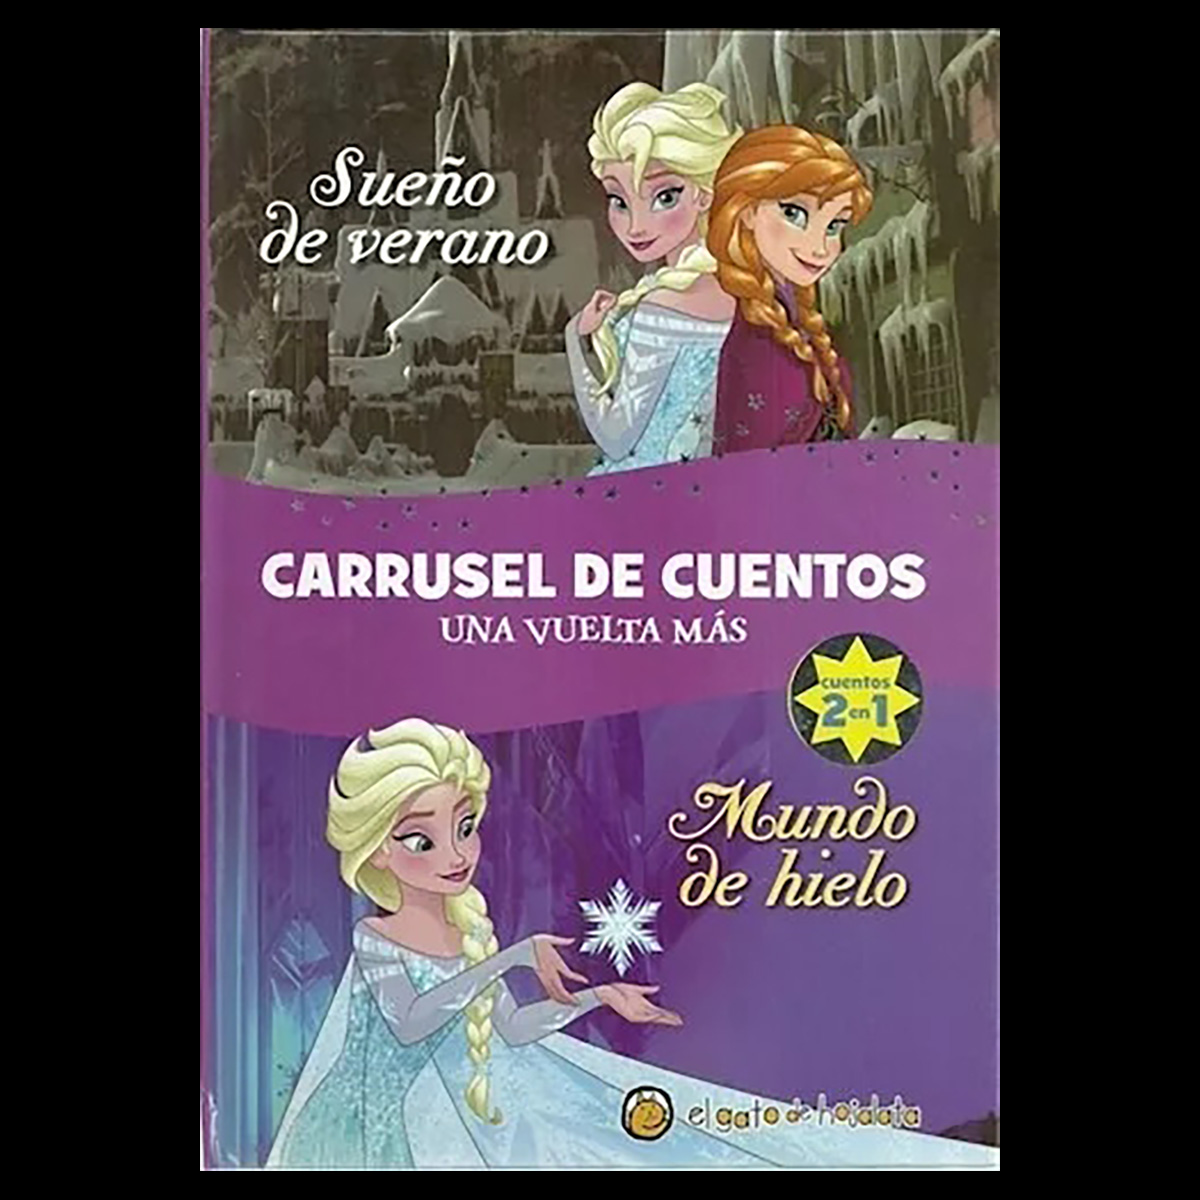 Sueño
de verano
CARRUSEL DE CUENTOS
UNA VUELTA MÁS
cuentos
2 en 1
Mundo
de hielo
el gato de hojalata